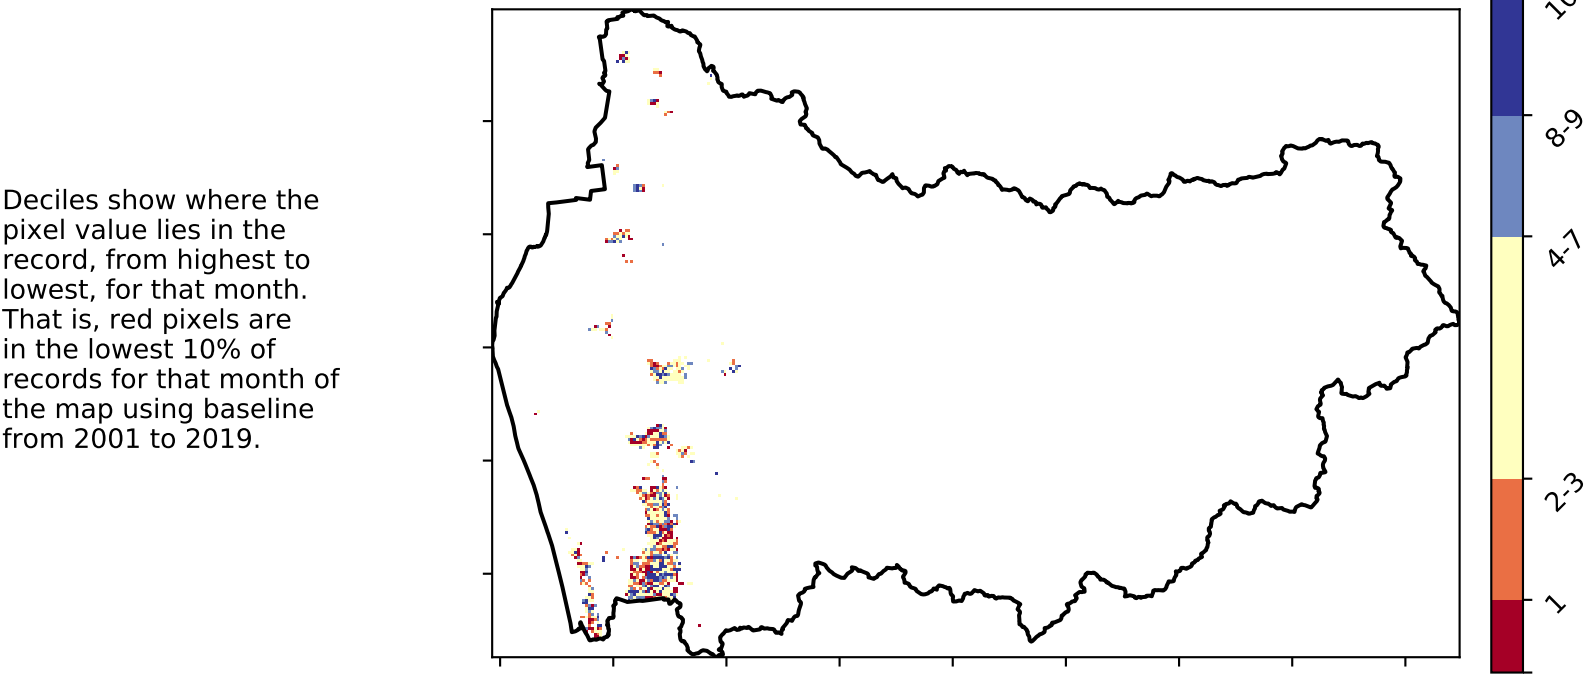 Deciles show where the
pixel value lies in the
record, from highest to
lowest, for that month.
That is, red pixels are
in the lowest 10% of
records for that month of
the map using baseline
from 2001 to 2019.
10
8-9
4-7
2-3
1